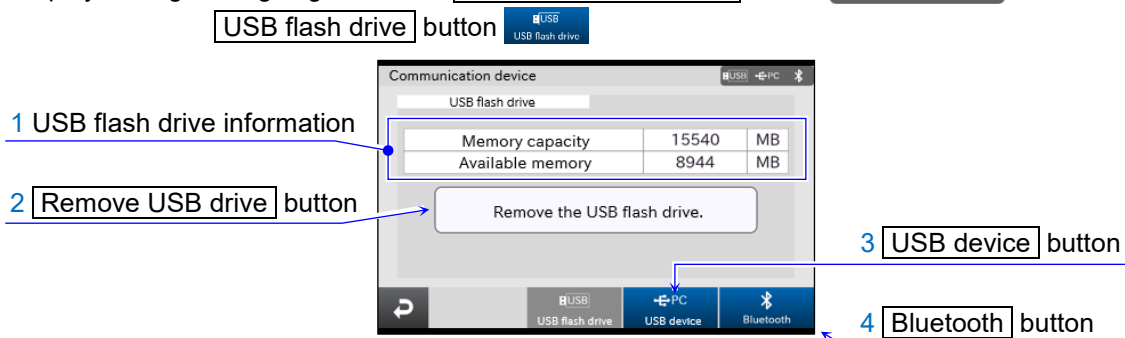 USB flash drive button USB USB flash drive
Communication device USB PC
USB flash drive
1 USB flash drive information
Memory capacity 15540 MB
Available memory 8944 MB
2 Remove USB drive button
Remove the USB flash drive.
3 USB device button
USB PC
USB flash drive USB device Bluetooth
4 Bluetooth button